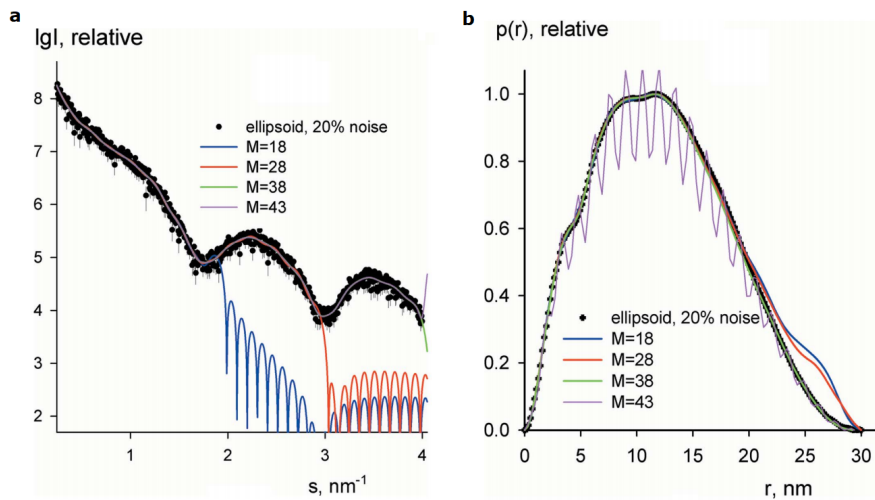 a
lgI, relative
8
7
6
5
4
3
2
ellipsoid, 20% noise
M=18
M=28
M=38
M=43
1
2
3
4
s, nm⁻¹
b
p(r), relative
1.0
0.8
0.6
0.4
0.2
0.0
ellipsoid, 20% noise
M=18
M=28
M=38
M=43
0
5
10
15
20
25
30
r, nm